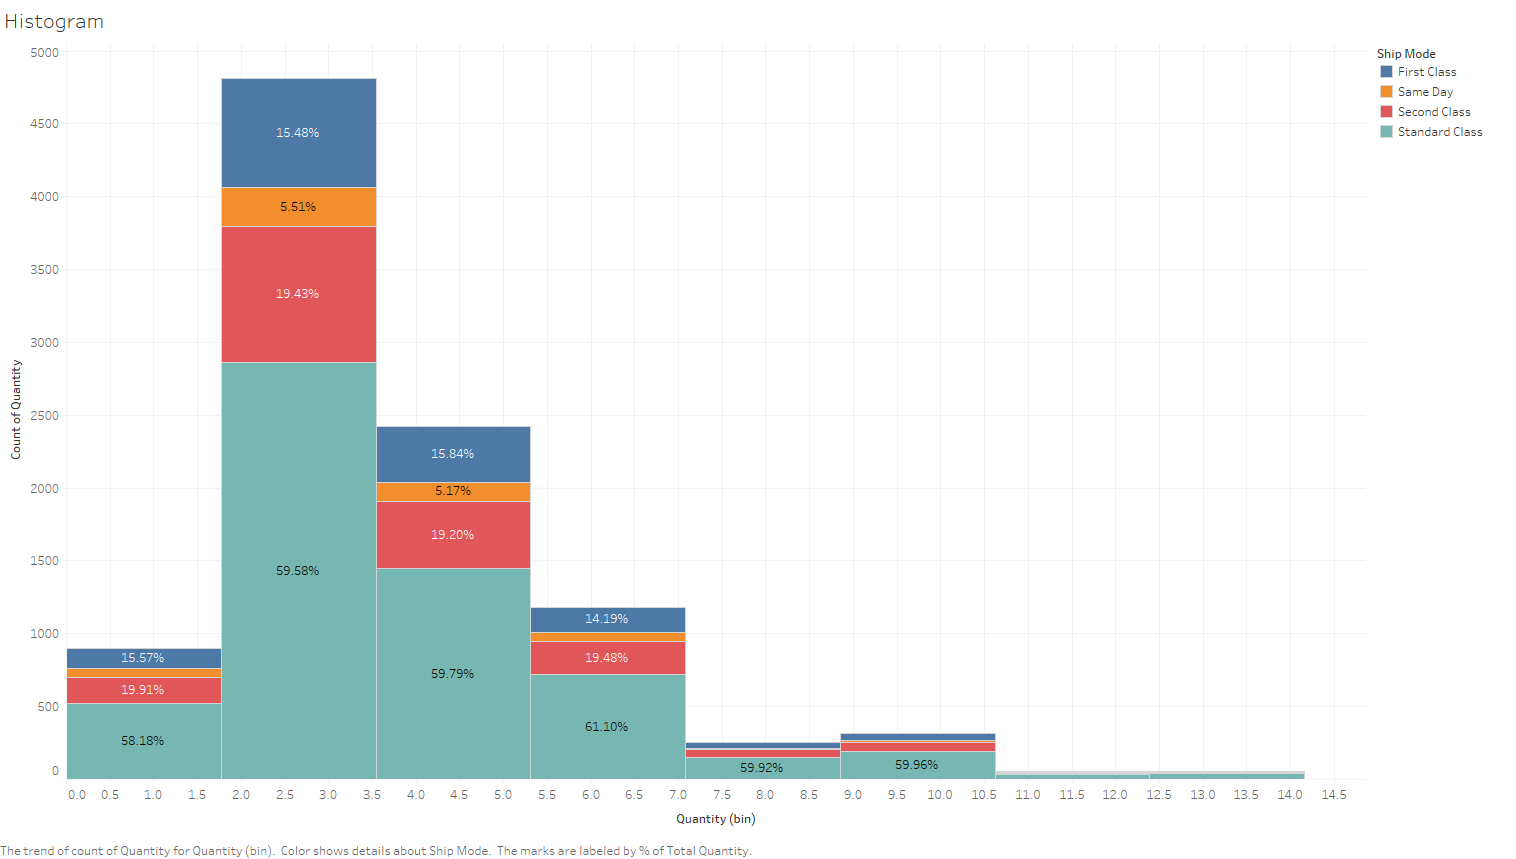 Histogram
5000
4500
4000
3500
3000
2500
2000
1500
1000
500
0
Count of Quantity
15.48%
5.51%
19.43%
59.58%
15.84%
5.17%
19.20%
59.79%
14.19%
19.48%
61.10%
15.57%
19.91%
58.18%
59.92%
59.96%
0.0 0.5 1.0 1.5 2.0 2.5 3.0 3.5 4.0 4.5 5.0 5.5 6.0 6.5 7.0 7.5 8.0 8.5 9.0 9.5 10.0 10.5 11.0 11.5 12.0 12.5 13.0 13.5 14.0 14.5
Quantity (bin)
Ship Mode
First Class
Same Day
Second Class
Standard Class
The trend of count of Quantity for Quantity (bin). Color shows details about Ship Mode. The marks are labeled by % of Total Quantity.